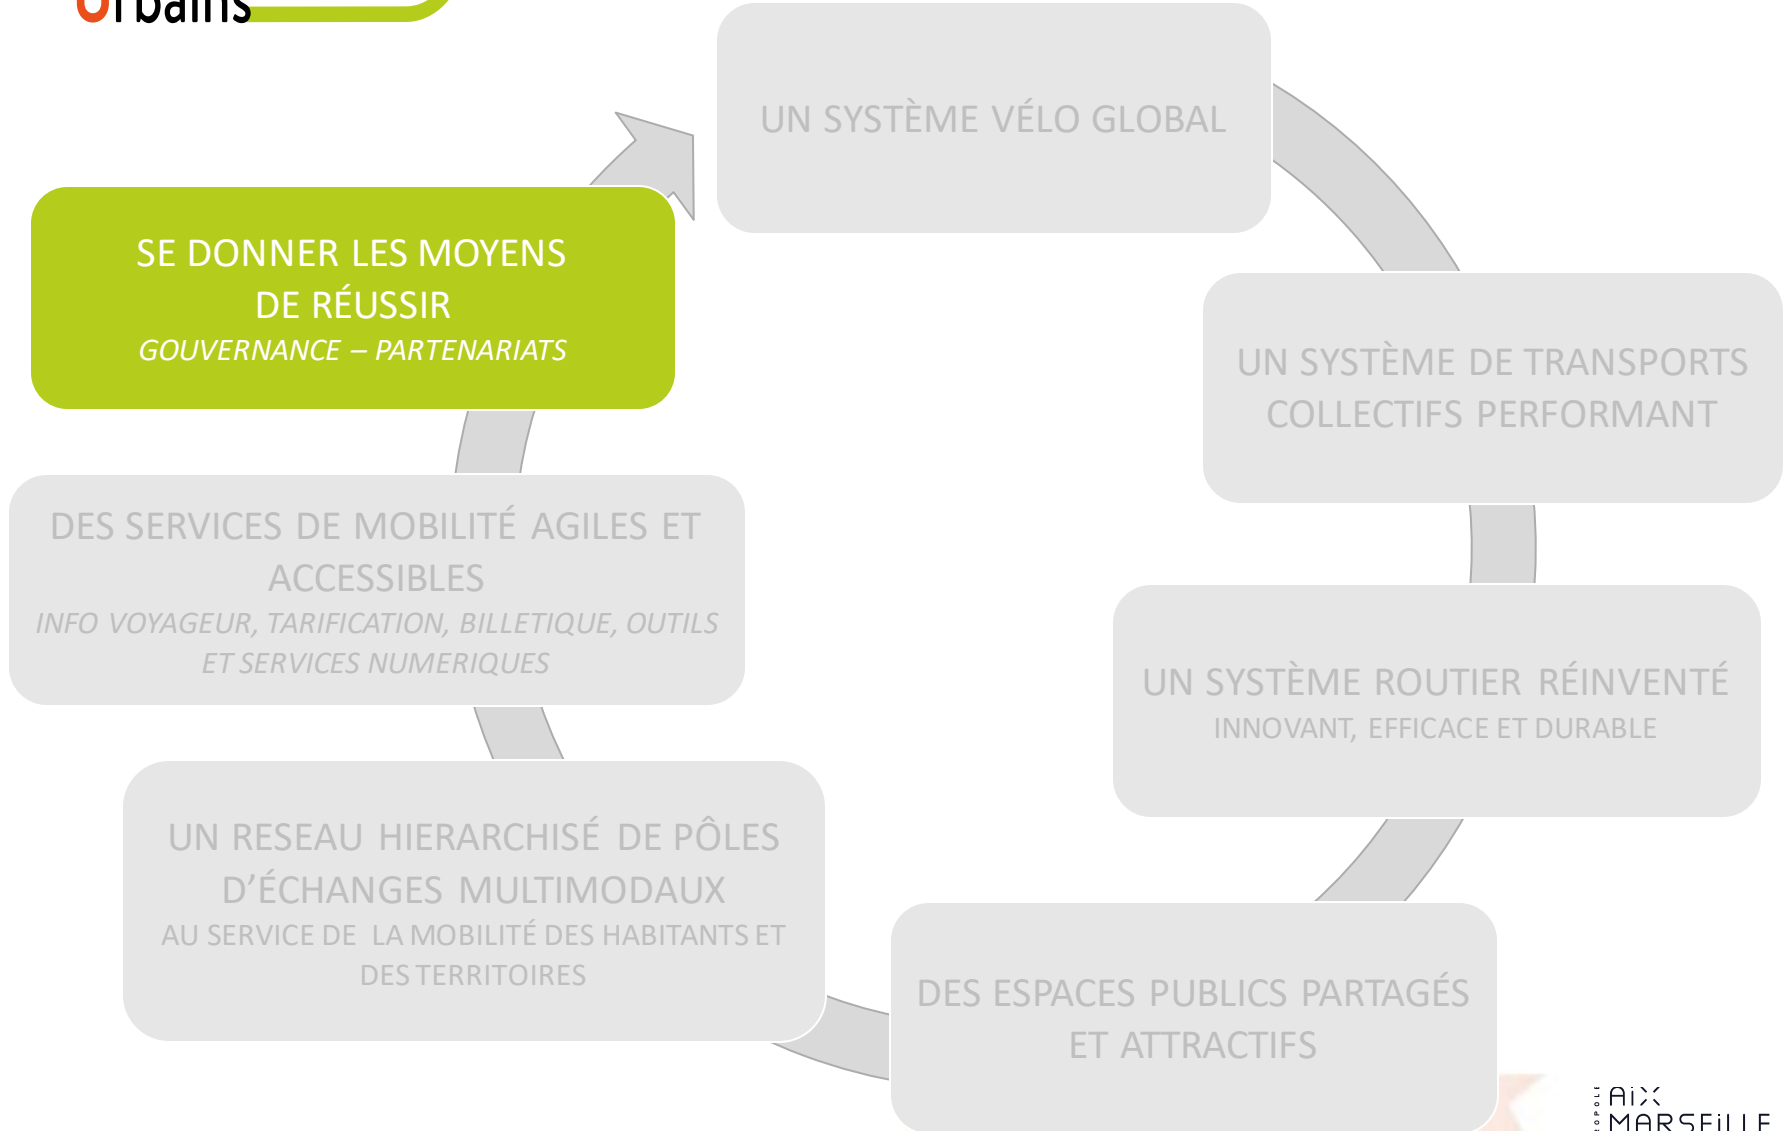 Urbains
UN SYSTÈME VÉLO GLOBAL
SE DONNER LES MOYENS
DE RÉUSSIR
GOUVERNANCE – PARTENARIATS
UN SYSTÈME DE TRANSPORTS
COLLECTIFS PERFORMANT
DES SERVICES DE MOBILITÉ AGILES ET
ACCESSIBLES
INFO VOYAGEUR, TARIFICATION, BILLETIQUE, OUTILS
ET SERVICES NUMERIQUES
UN SYSTÈME ROUTIER RÉINVENTÉ
INNOVANT, EFFICACE ET DURABLE
UN RESEAU HIERARCHISÉ DE PÔLES
D’ÉCHANGES MULTIMODAUX
AU SERVICE DE LA MOBILITÉ DES HABITANTS ET
DES TERRITOIRES
DES ESPACES PUBLICS PARTAGÉS
ET ATTRACTIFS
AiX
MARSEiLLE